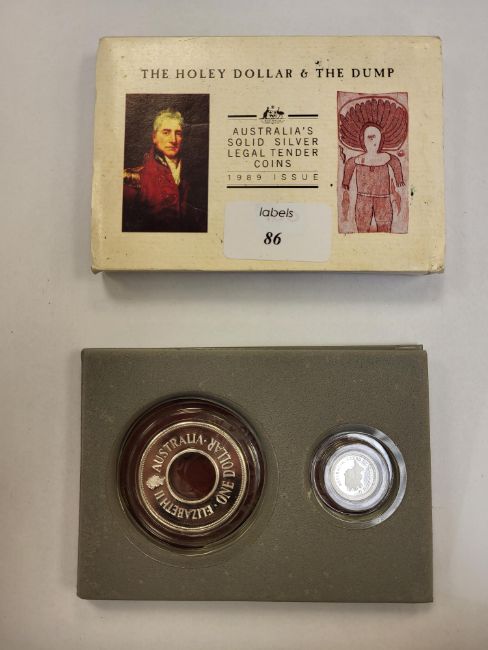 THE HOLEY DOLLAR & THE DUMP
AUSTRALIA'S
SOLID SILVER
LEGAL TENDER
COINS
1989 ISSUE
labels
86
AUSTRALIA · ONE DOLLAR · ELIZABETH II